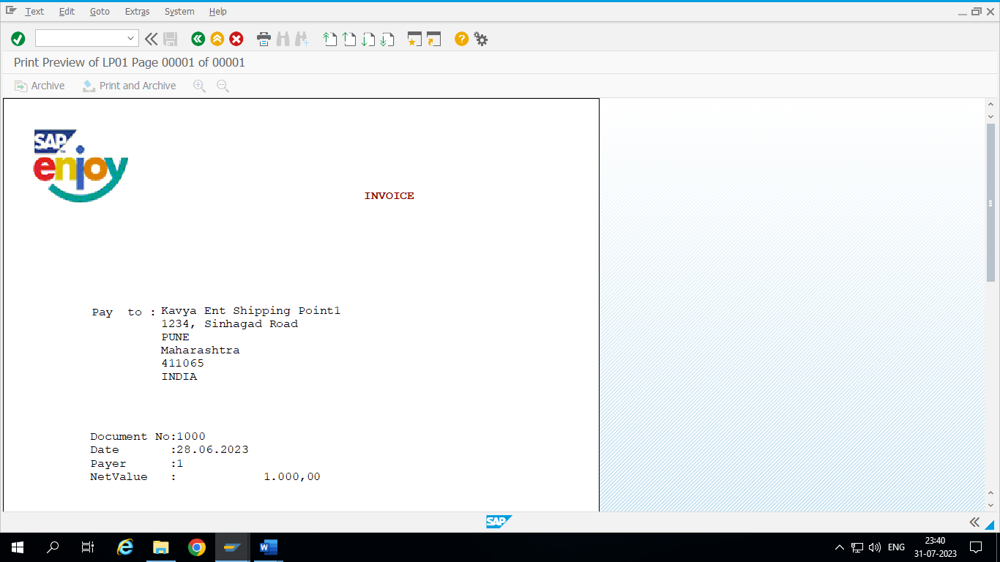 Text Edit Goto Extras System Help
Print Preview of LP01 Page 00001 of 00001
Archive Print and Archive
SAP
enjoy
INVOICE
Pay to : Kavya Ent Shipping Point1
1234, Sinhagad Road
PUNE
Maharashtra
411065
INDIA
Document No:1000
Date :28.06.2023
Payer :1
NetValue : 1.000,00
SAP
ENG
23:40
31-07-2023